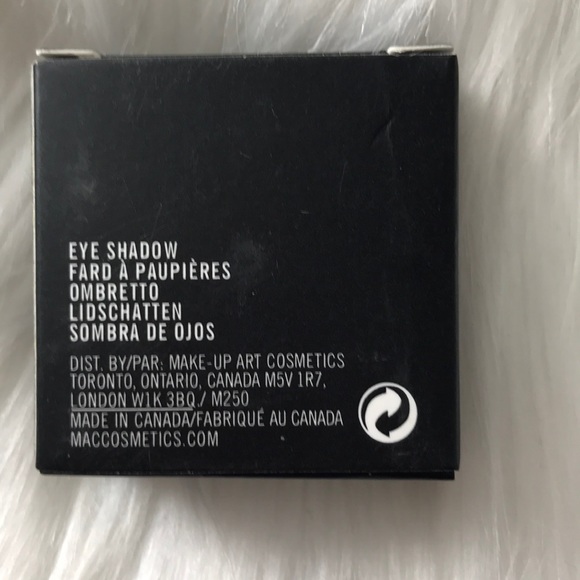 EYE SHADOW
FARD À PAUPIÈRES
OMBRETTO
LIDSCHATTEN
SOMBRA DE OJOS
DIST. BY/PAR: MAKE-UP ART COSMETICS
TORONTO, ONTARIO, CANADA M5V 1R7,
LONDON W1K 3BQ./ M250
MADE IN CANADA/FABRIQUÉ AU CANADA
MACCOSMETICS.COM